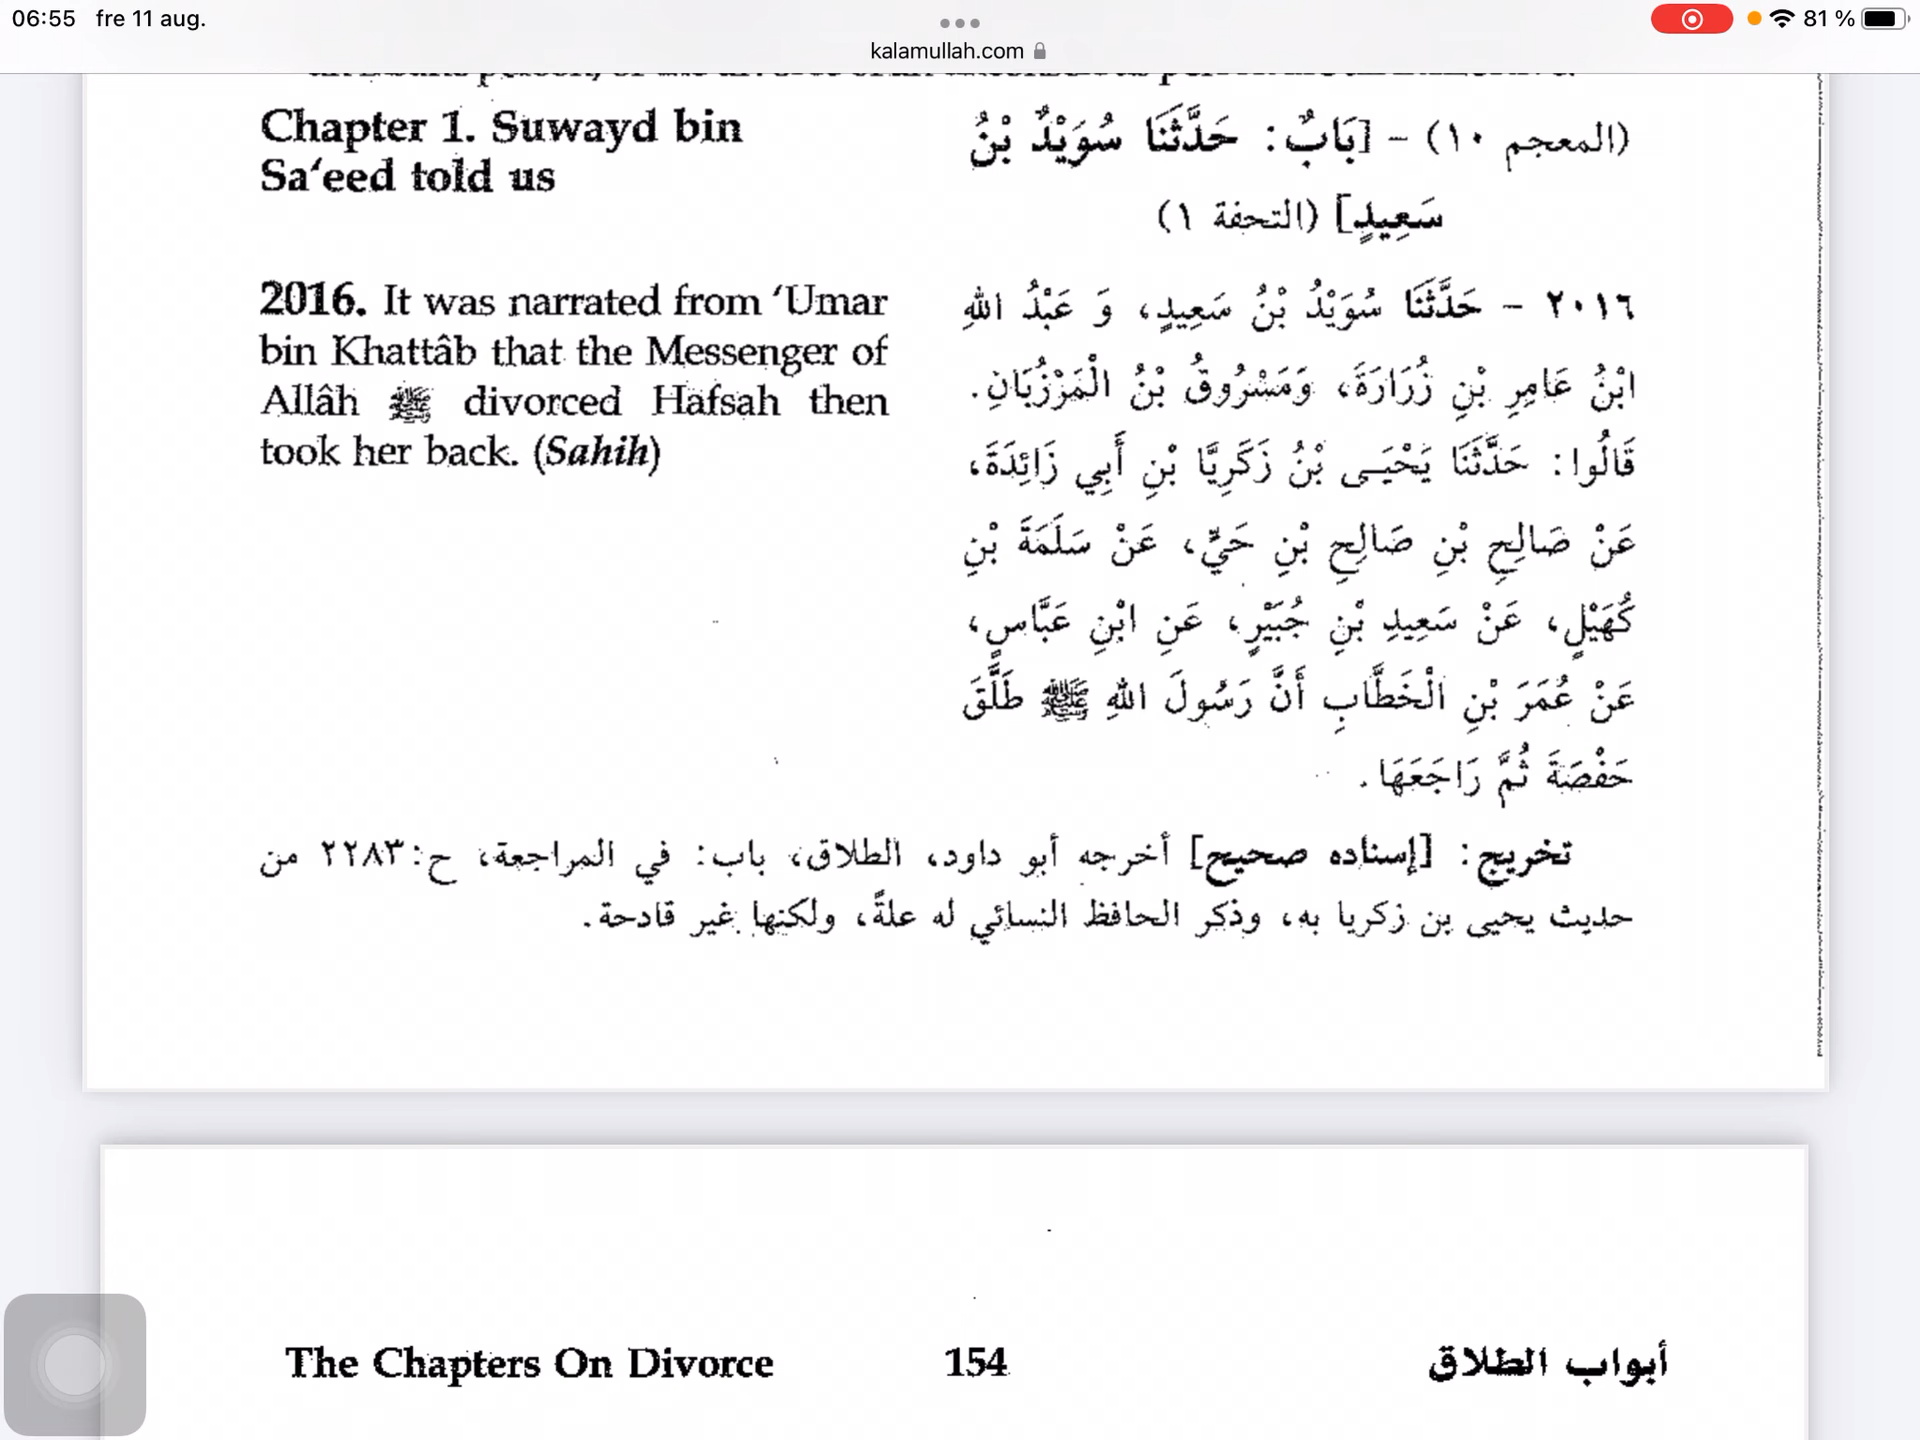 06:55 fre 11 aug.
81 %
kalamullah.com
Chapter 1. Suwayd bin
Sa‘eed told us
(المعجم ١٠) - [بَابٌ: حَدَّثَنَا سُوَيْدُ بْنُ
سَعِيدٍ] (التحفة ١)
2016. It was narrated from ‘Umar
bin Khattâb that the Messenger of
Allâh ﷺ divorced Hafsah then
took her back. (Sahih)
٢٠١٦ - حَدَّثَنَا سُوَيْدُ بْنُ سَعِيدٍ، وَ عَبْدُ اللهِ
ابْنُ عَامِرِ بْنِ زُرَارَةَ، وَمَسْرُوقُ بْنُ الْمَرْزُبَانِ.
قَالُوا: حَدَّثَنَا يَحْيَى بْنُ زَكَرِيَّا بْنِ أَبِي زَائِدَةَ،
عَنْ صَالِحِ بْنِ صَالِحِ بْنِ حَيٍّ، عَنْ سَلَمَةَ بْنِ
كُهَيْلٍ، عَنْ سَعِيدِ بْنِ جُبَيْرٍ، عَنِ ابْنِ عَبَّاسٍ،
عَنْ عُمَرَ بْنِ الْخَطَّابِ أَنَّ رَسُولَ اللهِ ﷺ طَلَّقَ
حَفْصَةَ ثُمَّ رَاجَعَهَا.
تخريج: [إسناده صحيح] أخرجه أبو داود، الطلاق، باب: في المراجعة، ح:٢٢٨٣ من
حديث يحيى بن زكريا به، وذكر الحافظ النسائي له علةً، ولكنها غير قادحة.
The Chapters On Divorce 154 أبواب الطلاق